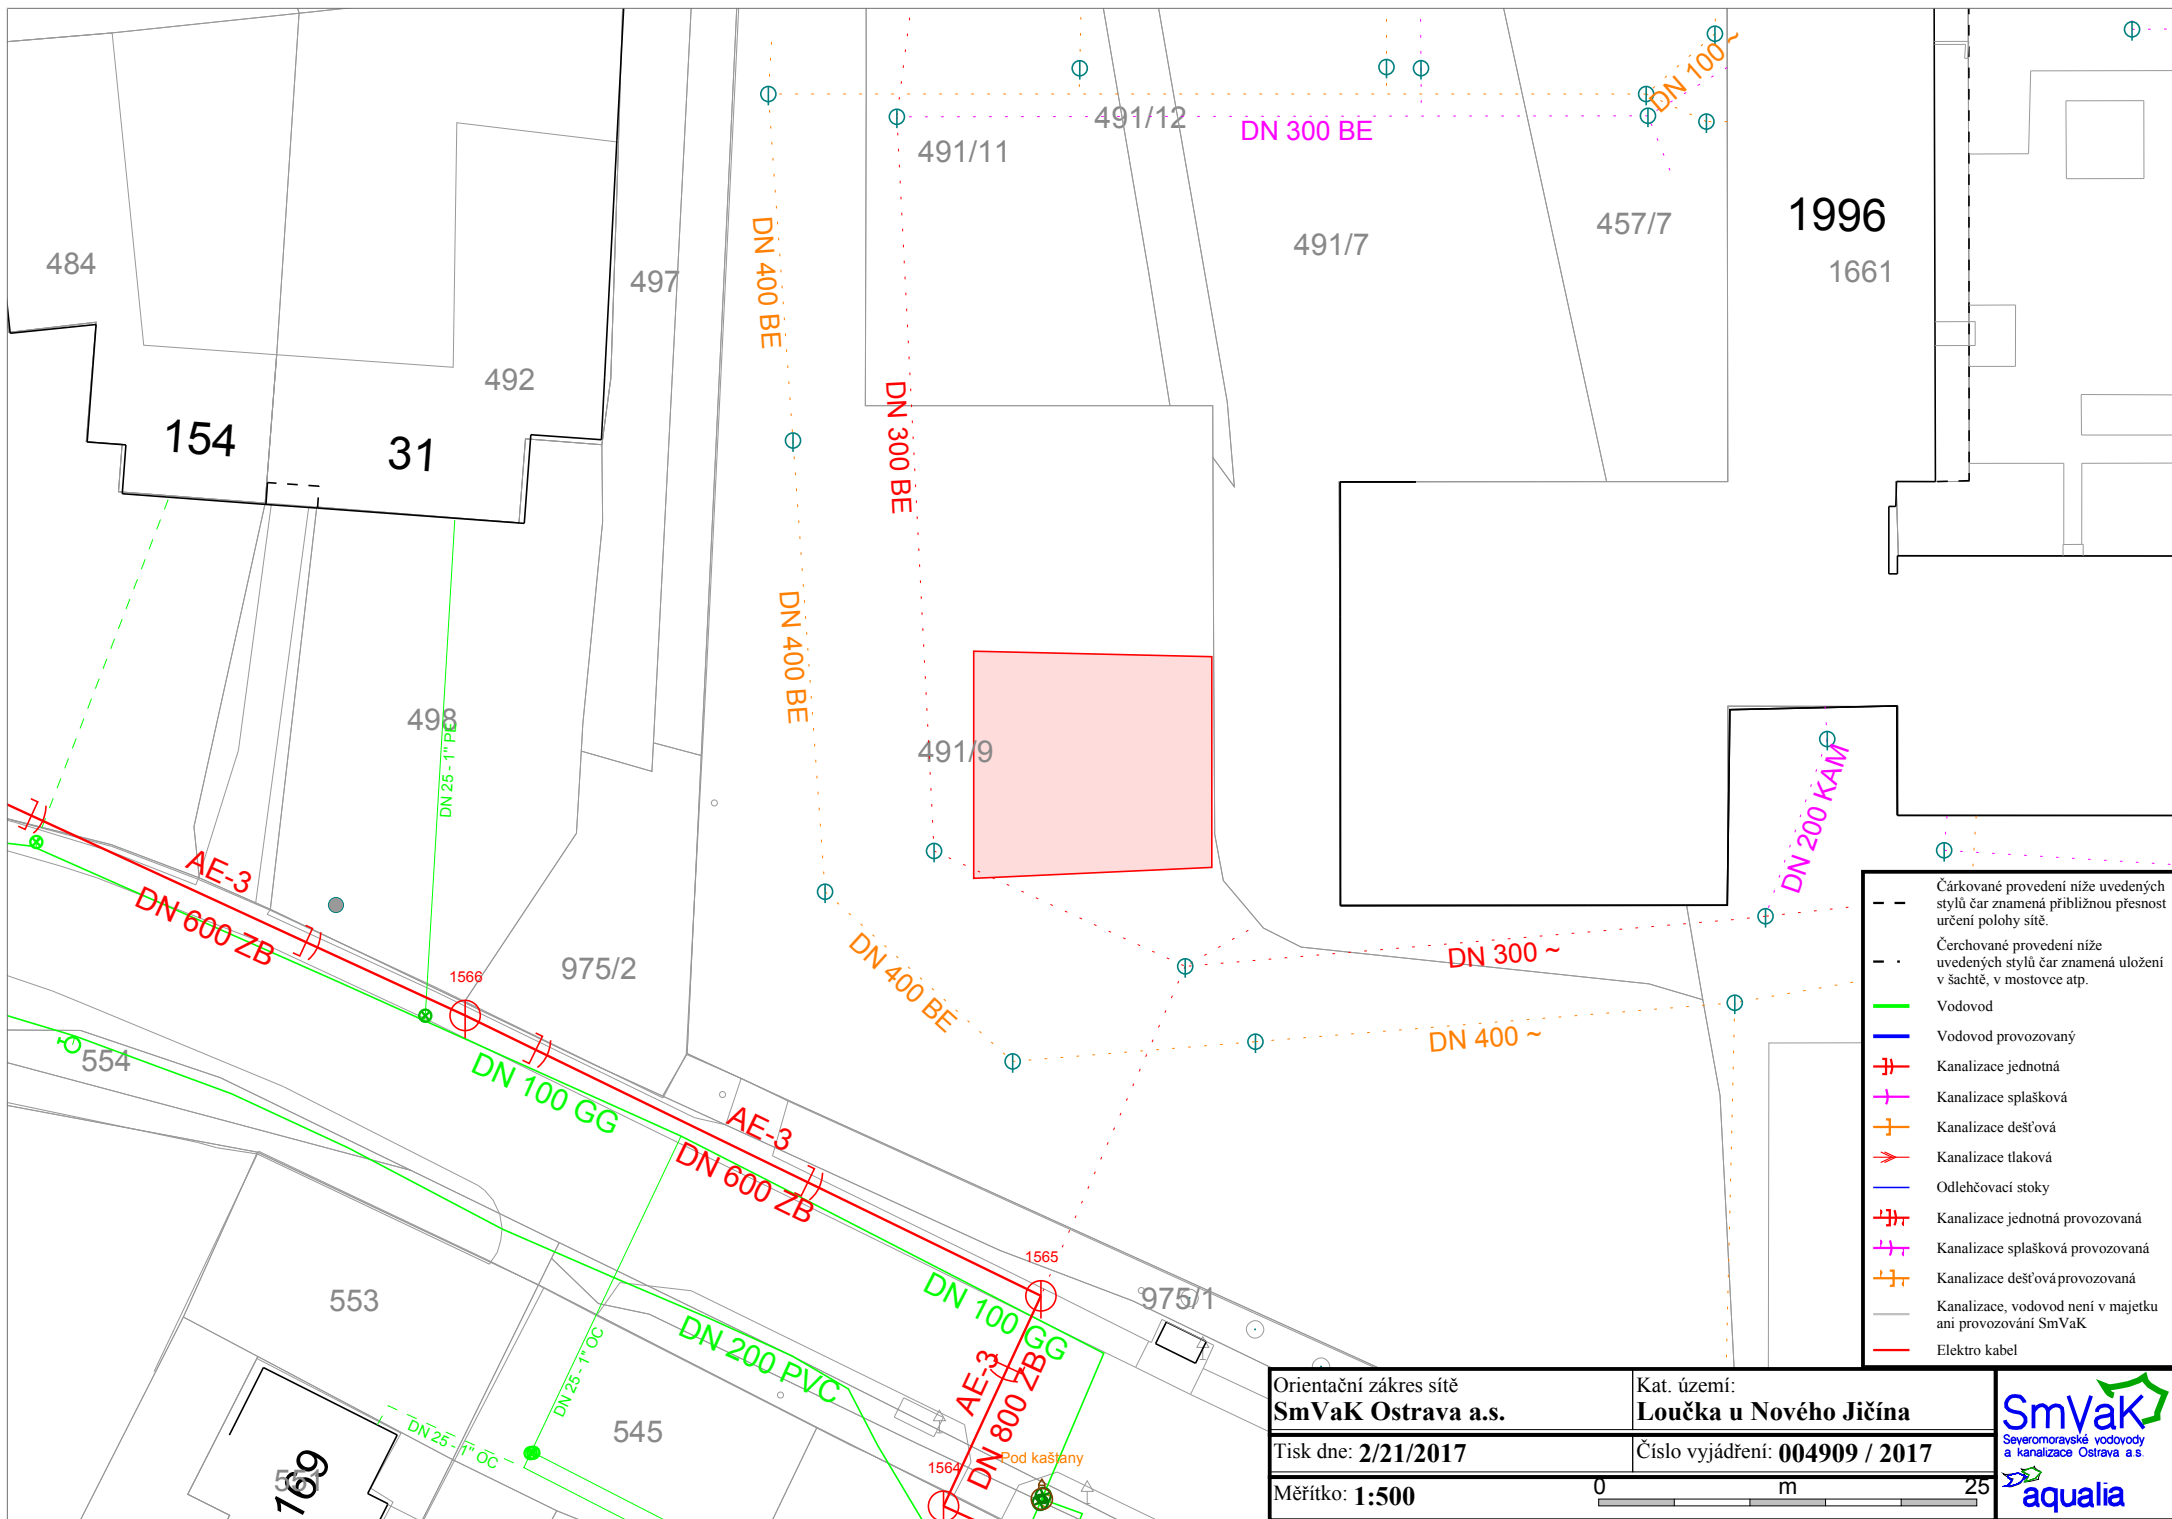 DN 100 ~
491/12
DN 300 BE
491/11
1996
457/7
491/7
1661
DN 400 BE
484
497
492
DN 300 BE
154
31
DN 400 BE
498
DN 25 - 1" PE
491/9
DN 200 KAM
AE-3
DN 600 ZB
1566
975/2
DN 400 BE
DN 300 ~
DN 400 ~
554
DN 100 GG
AE-3
DN 600 ZB
1565
975/1
DN 100 GG
553
DN 200 PVC
DN 25 - 1" OC
AE-3
DN 800 ZB
545
DN 25 - 1" OC
Pod kaštany
1564
551
169
Čárkované provedení níže uvedených
stylů čar znamená přibližnou přesnost
určení polohy sítě.
Čerchované provedení níže
uvedených stylů čar znamená uložení
v šachtě, v mostovce atp.
Vodovod
Vodovod provozovaný
Kanalizace jednotná
Kanalizace splašková
Kanalizace dešťová
Kanalizace tlaková
Odlehčovací stoky
Kanalizace jednotná provozovaná
Kanalizace splašková provozovaná
Kanalizace dešťová provozovaná
Kanalizace, vodovod není v majetku
ani provozování SmVaK
Elektro kabel
Orientační zákres sítě
SmVaK Ostrava a.s.
Kat. území:
Loučka u Nového Jičína
Tisk dne: 2/21/2017
Číslo vyjádření: 004909 / 2017
Měřítko: 1:500
0 m 25
SmVaK
Severomoravské vodovody
a kanalizace Ostrava a.s.
aqualia